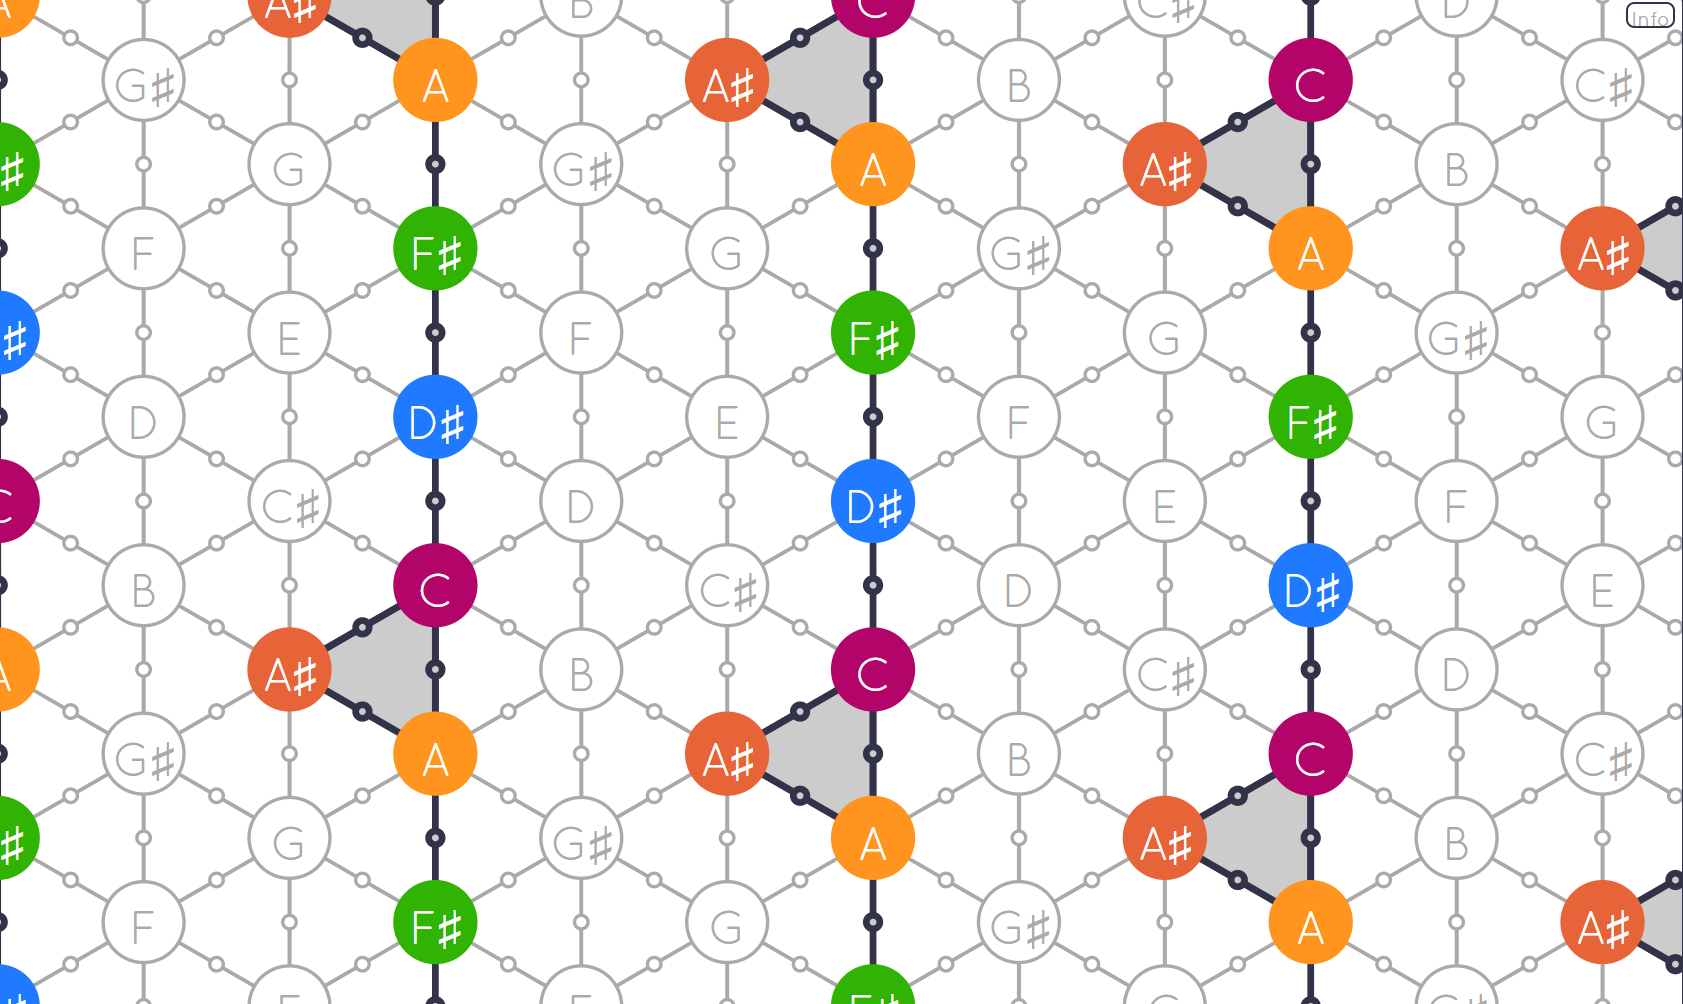 A A♯ B C C♯ D Info
G♯ A A♯ B C C♯
♯ G G♯ A A♯ B
F F♯ G G♯ A A♯
♯ E F F♯ G G♯
D D♯ E F F♯ G
C C♯ D D♯ E F
B C C♯ D D♯ E
A A♯ B C C♯ D
G♯ A A♯ B C C♯
♯ G G♯ A A♯ B
F F♯ G G♯ A A♯